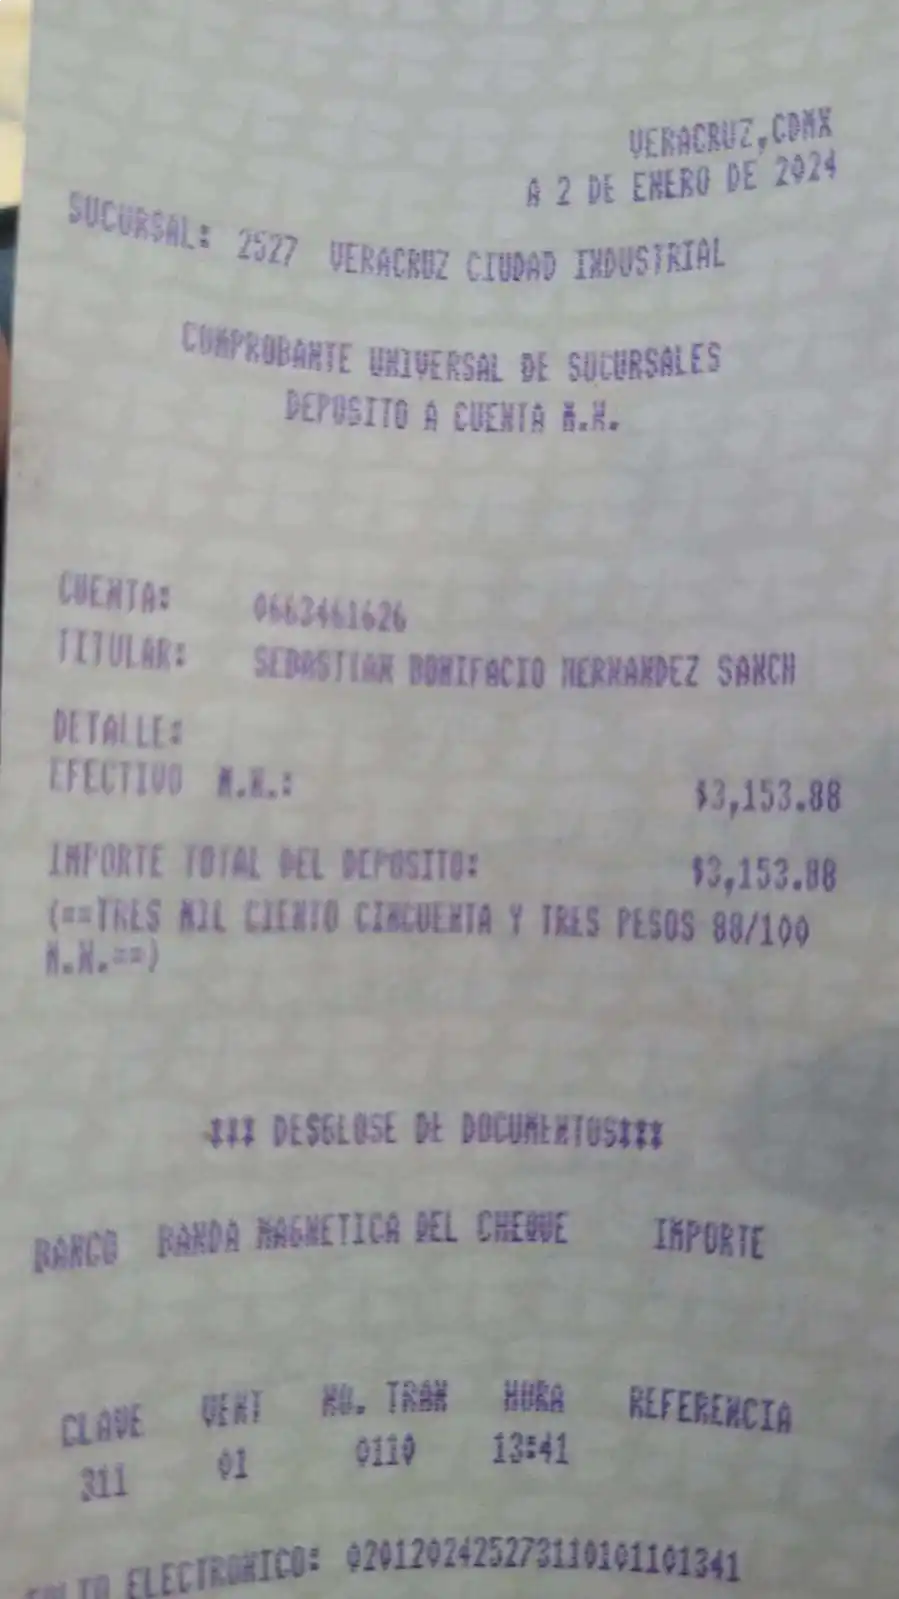 VERACRUZ,CDMX
A 2 DE ENERO DE 2024
SUCURSAL: 2527 VERACRUZ CIUDAD INDUSTRIAL
COMPROBANTE UNIVERSAL DE SUCURSALES
DEPOSITO A CUENTA M.N.
CUENTA: 0663461626
TITULAR: SEBASTIAN BONIFACIO HERNANDEZ SANCH
DETALLE:
EFECTIVO M.N.: $3,153.88
IMPORTE TOTAL DEL DEPOSITO: $3,153.88
(==TRES MIL CIENTO CINCUENTA Y TRES PESOS 88/100
M.N.==)
*** DESGLOSE DE DOCUMENTOS***
BANCO BANDA MAGNETICA DEL CHEQUE IMPORTE
CLAVE VENT NO. TRAN HORA REFERENCIA
311 01 0110 13:41
FOLIO ELECTRONICO: 020120242527311010110​1341